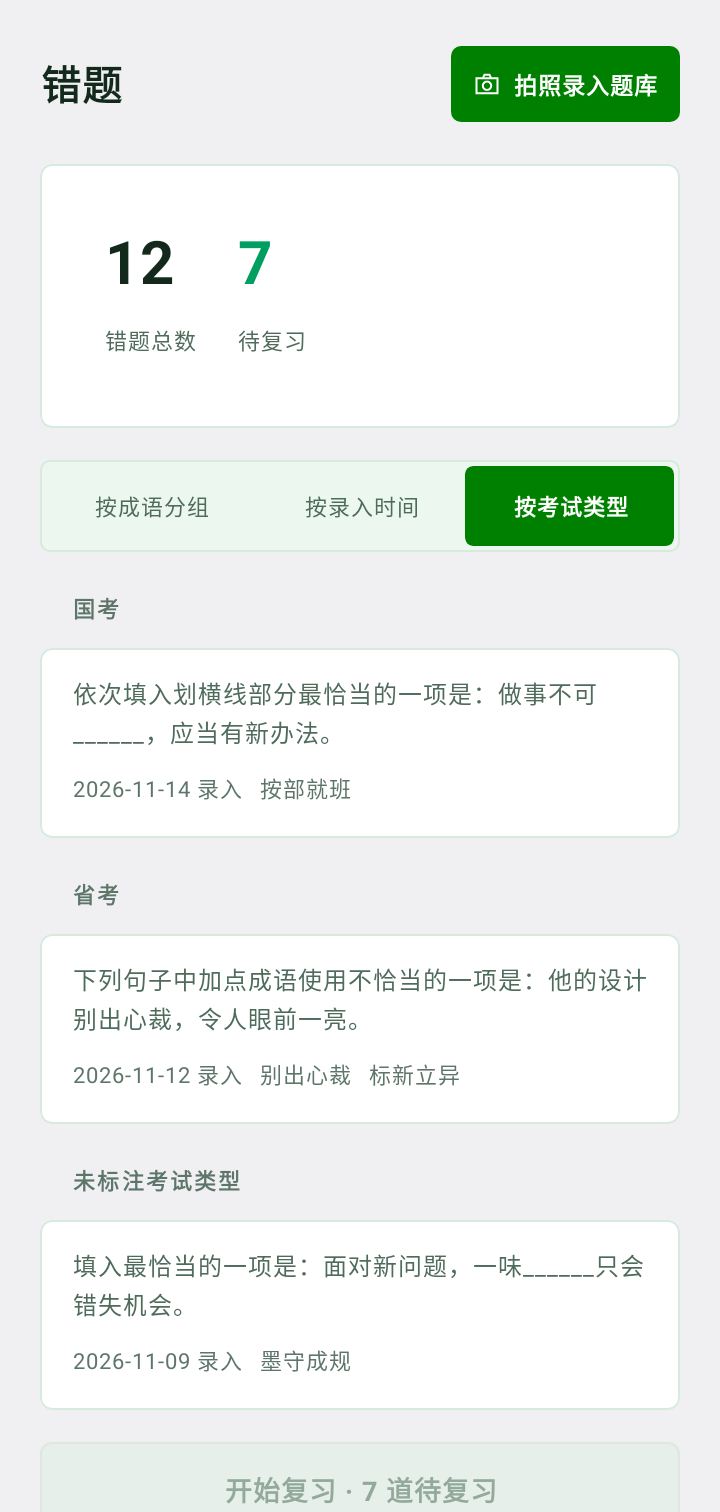 错题
拍照录入题库
12
7
错题总数
待复习
按成语分组
按录入时间
按考试类型
国考
依次填入划横线部分最恰当的一项是：做事不可
______，应当有新办法。
2026-11-14 录入 按部就班
省考
下列句子中加点成语使用不恰当的一项是：他的设计
别出心裁，令人眼前一亮。
2026-11-12 录入 别出心裁 标新立异
未标注考试类型
填入最恰当的一项是：面对新问题，一味______只会
错失机会。
2026-11-09 录入 墨守成规
开始复习 · 7 道待复习